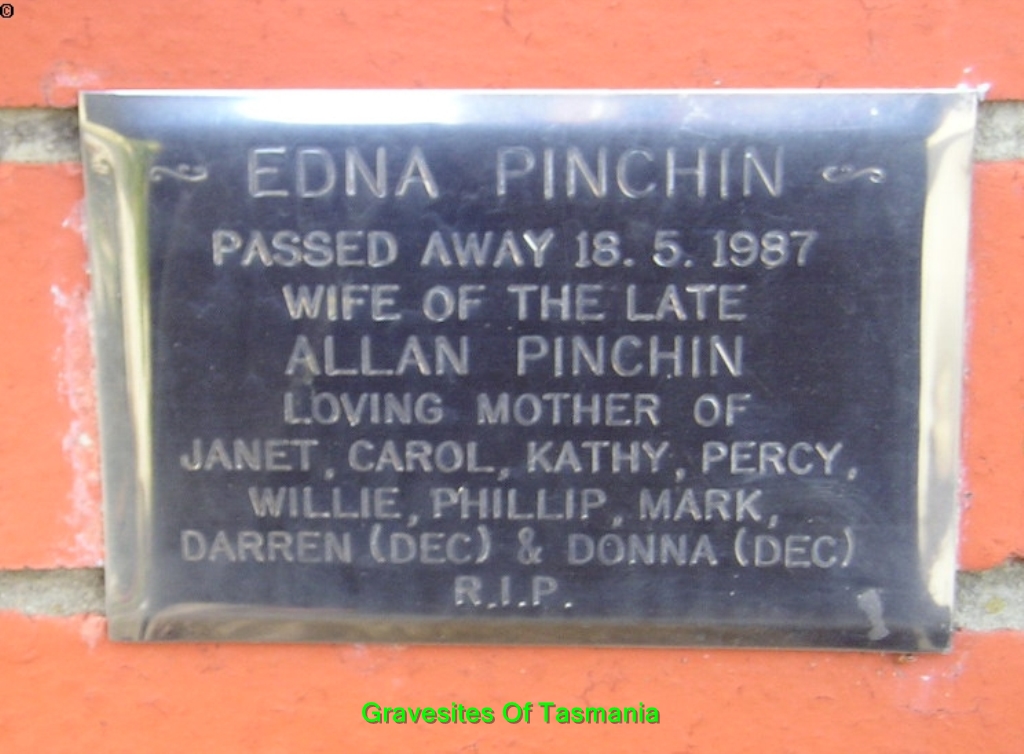 ©
EDNA PINCHIN
PASSED AWAY 18. 5. 1987
WIFE OF THE LATE
ALLAN PINCHIN
LOVING MOTHER OF
JANET, CAROL, KATHY, PERCY,
WILLIE, PHILLIP, MARK,
DARREN (DEC) & DONNA (DEC)
R.I.P.
Gravesites Of Tasmania